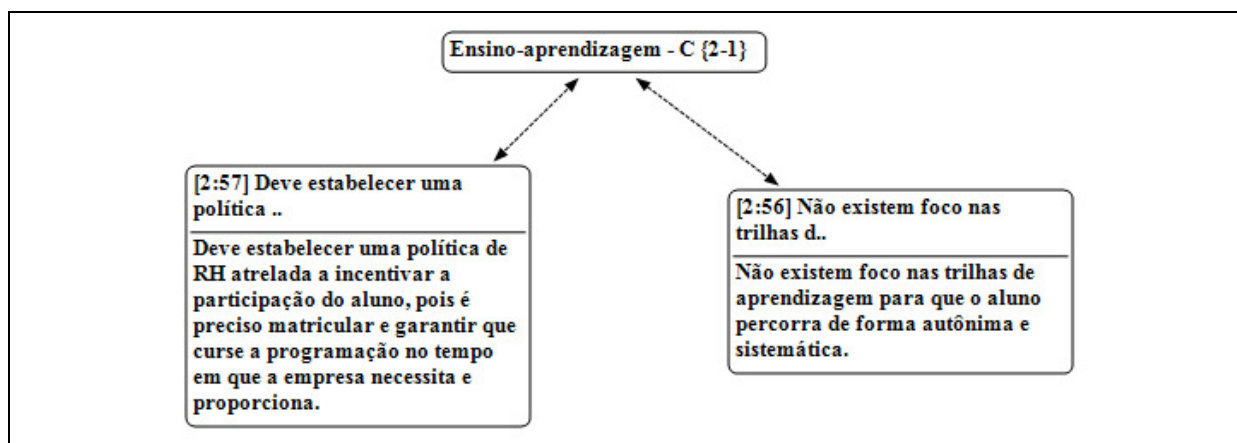 Ensino-aprendizagem - C {2-1}
[2:57] Deve estabelecer uma
política ..
Deve estabelecer uma política de
RH atrelada a incentivar a
participação do aluno, pois é
preciso matricular e garantir que
curse a programação no tempo
em que a empresa necessita e
proporciona.
[2:56] Não existem foco nas
trilhas d..
Não existem foco nas trilhas de
aprendizagem para que o aluno
percorra de forma autônima e
sistemática.